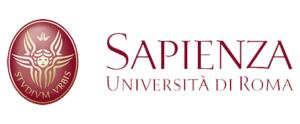 STVDIVM VRBIS
SAPIENZA
UNIVERSITÀ DI ROMA